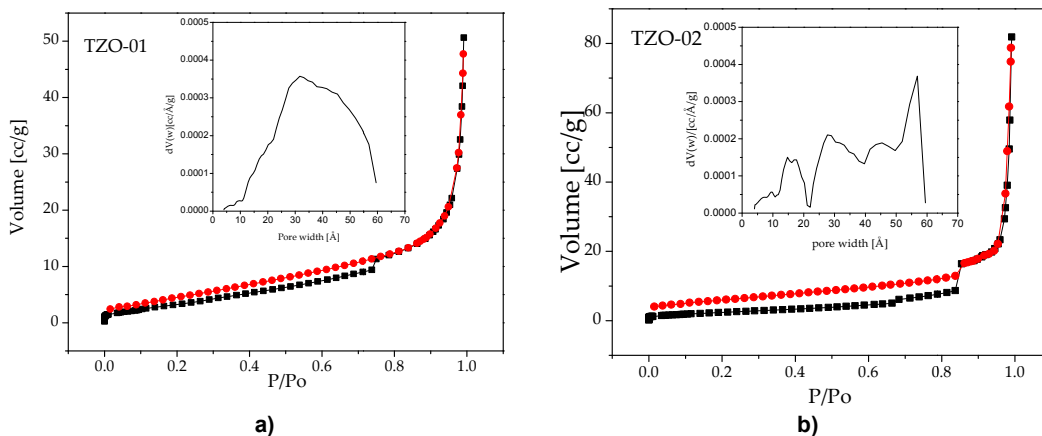 TZO-01
Volume [cc/g]
50
40
30
20
10
0
0.0 0.2 0.4 0.6 0.8 1.0
P/Po
dV(w)[cc/Å/g]
0.0005
0.0004
0.0003
0.0002
0.0001
0.0000
0 10 20 30 40 50 60 70
Pore width [Å]
a)
TZO-02
Volume [cc/g]
80
60
40
20
0
0.0 0.2 0.4 0.6 0.8 1.0
P/Po
dV(w)/[cc/Å/g]
0.0005
0.0004
0.0003
0.0002
0.0001
0.0000
0 10 20 30 40 50 60 70
pore width [Å]
b)